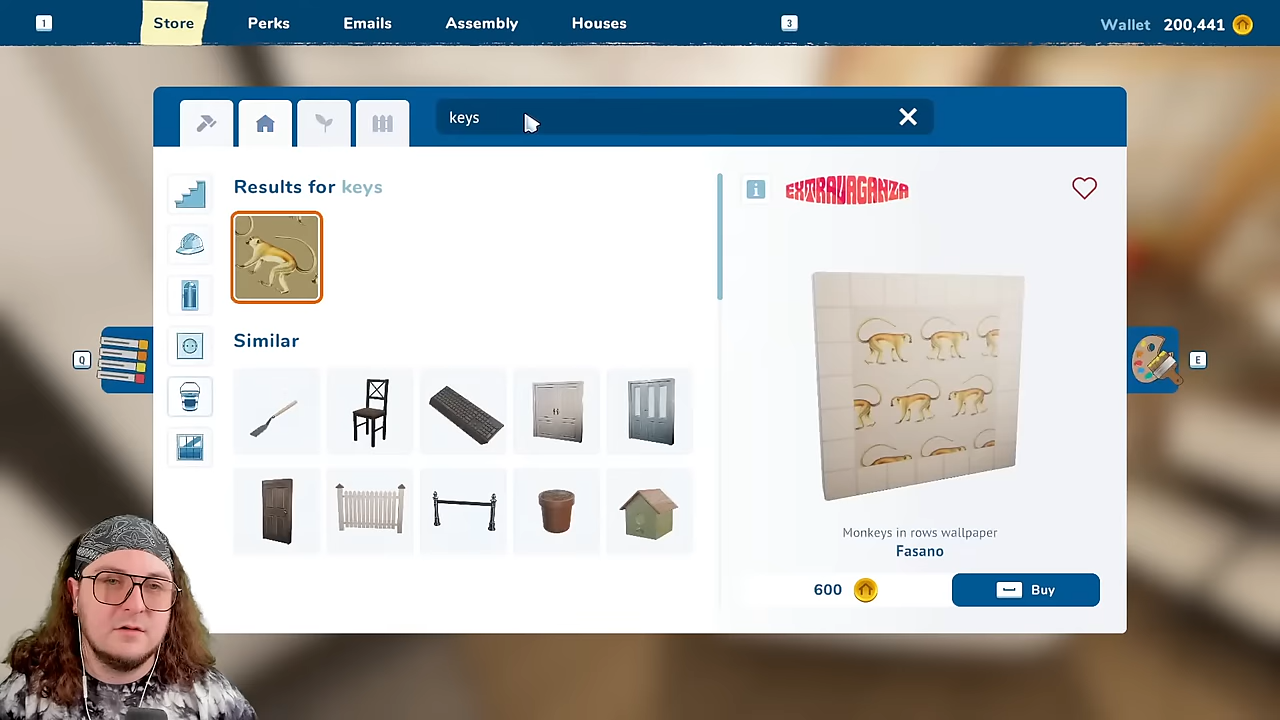 1 Store Perks Emails Assembly Houses 3 Wallet 200,441
keys
Results for keys
EXTRAVAGANZA
Similar
Q
E
Monkeys in rows wallpaper
Fasano
600 Buy